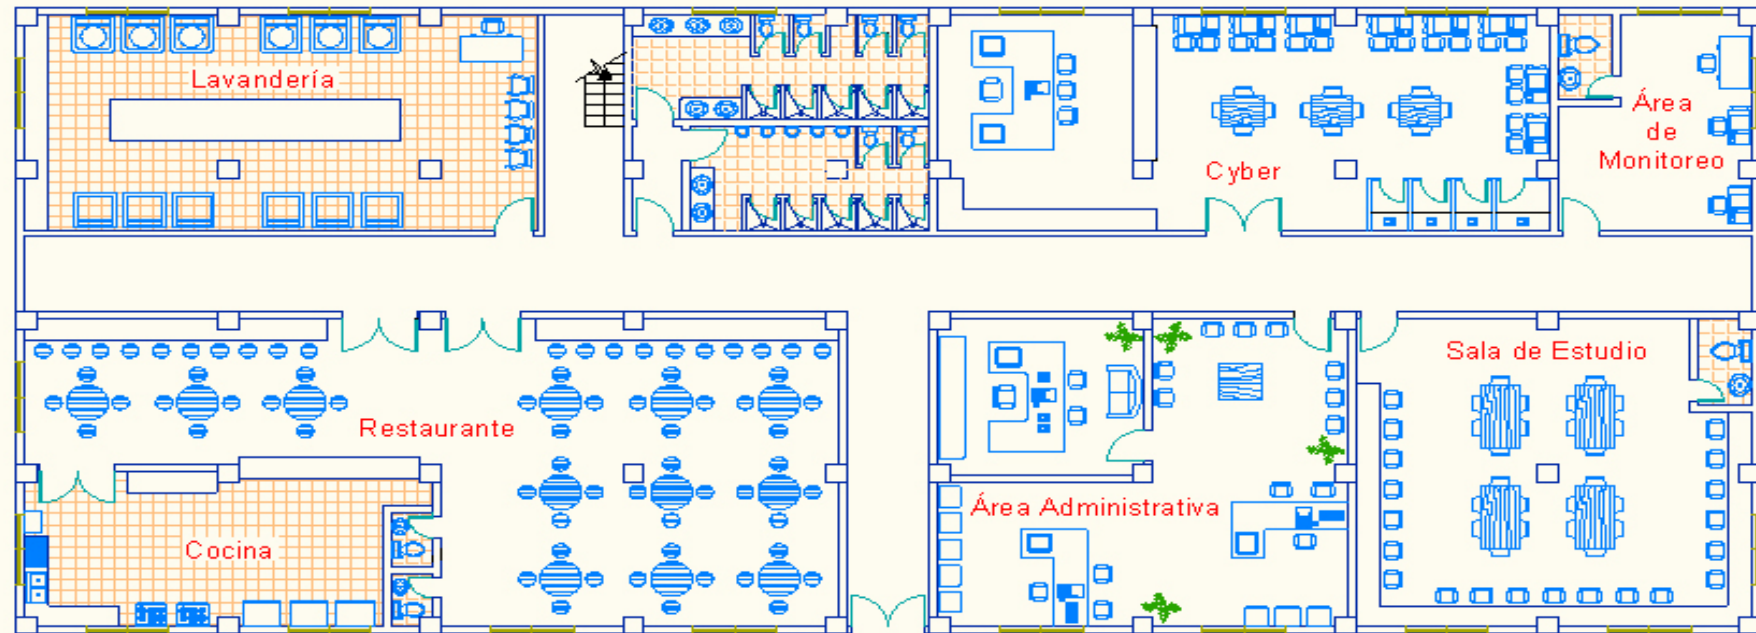 Lavandería
Cyber
Área
de
Monitoreo
Restaurante
Sala de Estudio
Área Administrativa
Cocina